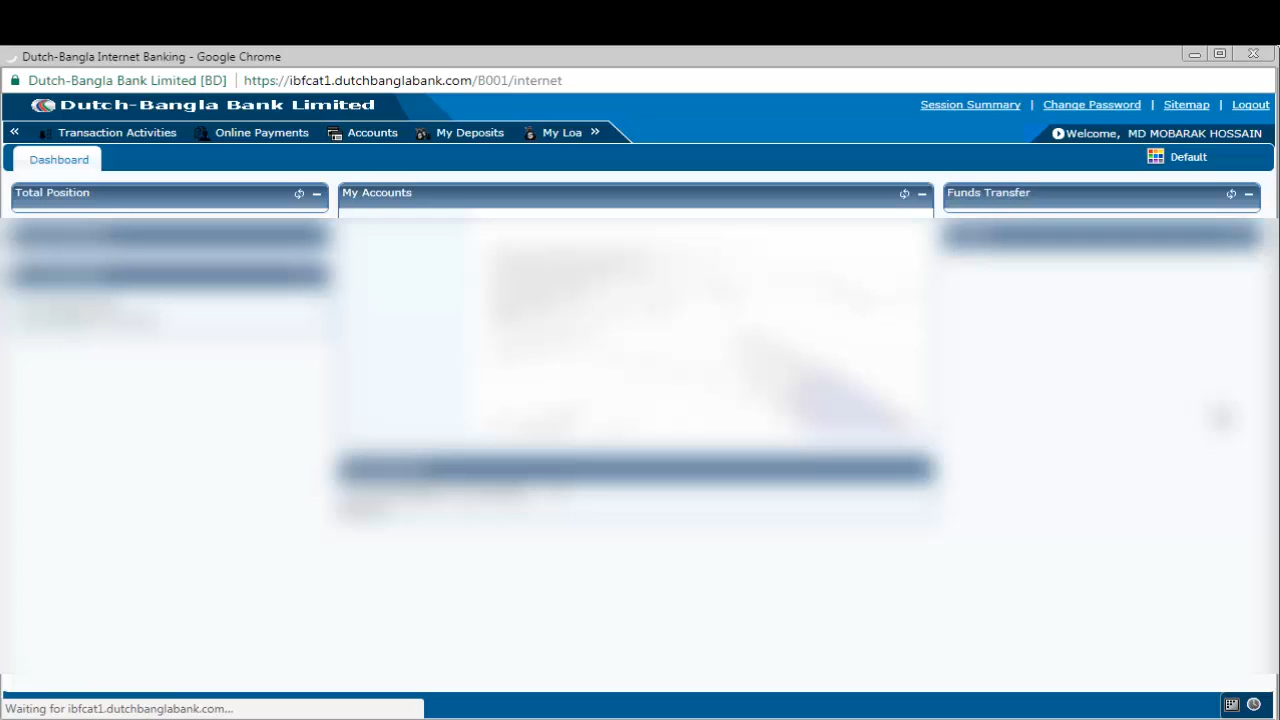 Dutch-Bangla Internet Banking - Google Chrome
Dutch-Bangla Bank Limited [BD] https://ibfcat1.dutchbanglabank.com/B001/internet
Dutch-Bangla Bank Limited
Session Summary | Change Password | Sitemap | Logout
« Transaction Activities Online Payments Accounts My Deposits My Loa »
Welcome, MD MOBARAK HOSSAIN
Dashboard
Default
Total Position
My Accounts
Funds Transfer
Waiting for ibfcat1.dutchbanglabank.com...